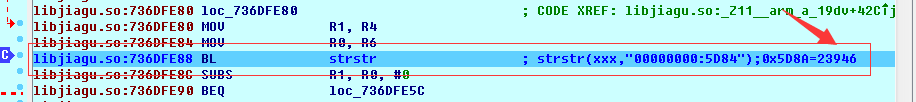 libjiagu.so:736DFE80 loc_736DFE80 ; CODE XREF: libjiagu.so:_Z11__arm_a_19dv+42C↑j
libjiagu.so:736DFE80 MOV R1, R4
libjiagu.so:736DFE84 MOV R0, R6
libjiagu.so:736DFE88 BL strstr ; strstr(xxx,"00000000:5D84");0x5D8A=23946
libjiagu.so:736DFE8C SUBS R1, R0, #0
libjiagu.so:736DFE90 BEQ loc_736DFE5C